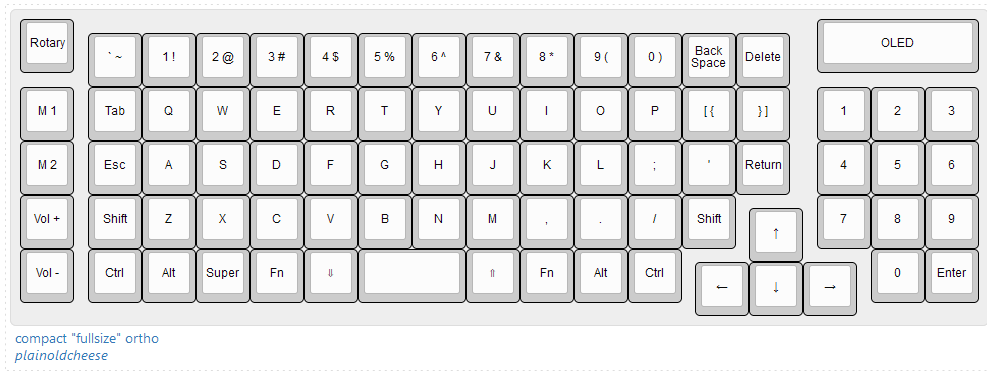 Rotary
OLED
` ~ 1 ! 2 @ 3 # 4 $ 5 % 6 ^ 7 & 8 * 9 ( 0 ) Back Space Delete
M 1 Tab Q W E R T Y U I O P [ { } ] 1 2 3
M 2 Esc A S D F G H J K L ; ' Return 4 5 6
Vol + Shift Z X C V B N M , . / Shift ↑ 7 8 9
Vol - Ctrl Alt Super Fn ⇓ ⇑ Fn Alt Ctrl ← ↓ → 0 Enter
compact "fullsize" ortho
plainoldcheese